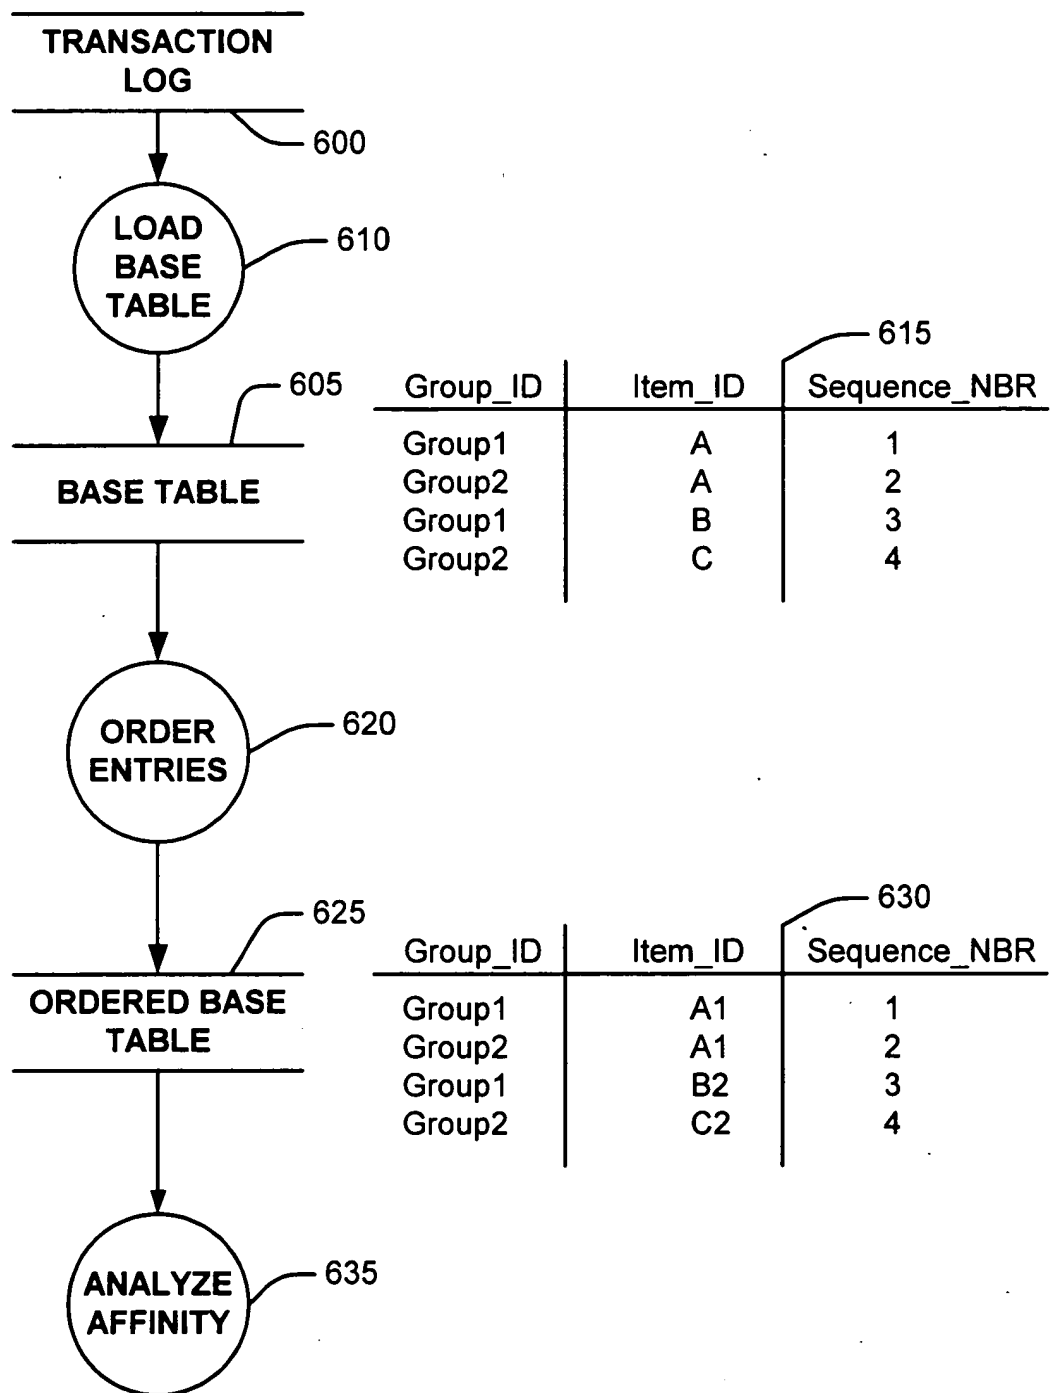 TRANSACTION
LOG
600
LOAD
BASE
TABLE
610
605
BASE TABLE
615
Group_ID Item_ID Sequence_NBR
Group1 A 1
Group2 A 2
Group1 B 3
Group2 C 4
ORDER
ENTRIES
620
625
ORDERED BASE
TABLE
630
Group_ID Item_ID Sequence_NBR
Group1 A1 1
Group2 A1 2
Group1 B2 3
Group2 C2 4
ANALYZE
AFFINITY
635